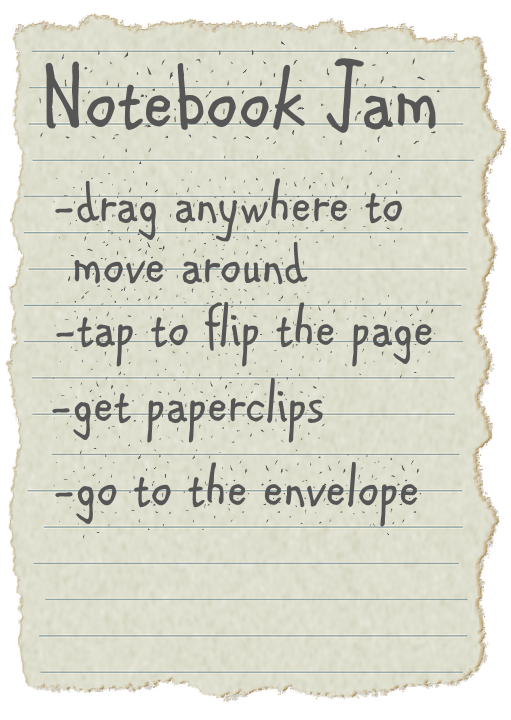 Notebook Jam
-drag anywhere to
move around
-tap to flip the page
-get paperclips
-go to the envelope